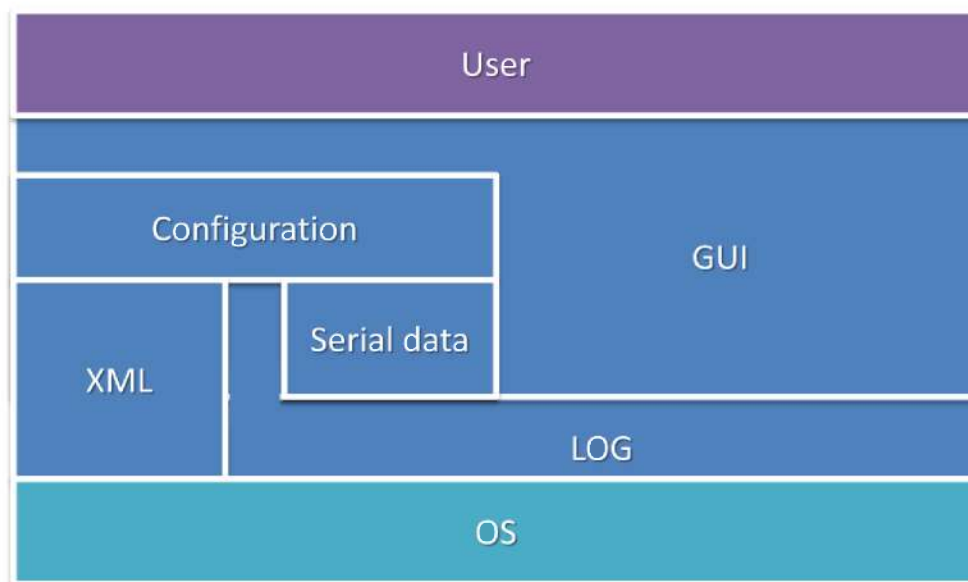 User
Configuration
GUI
Serial data
XML
LOG
OS